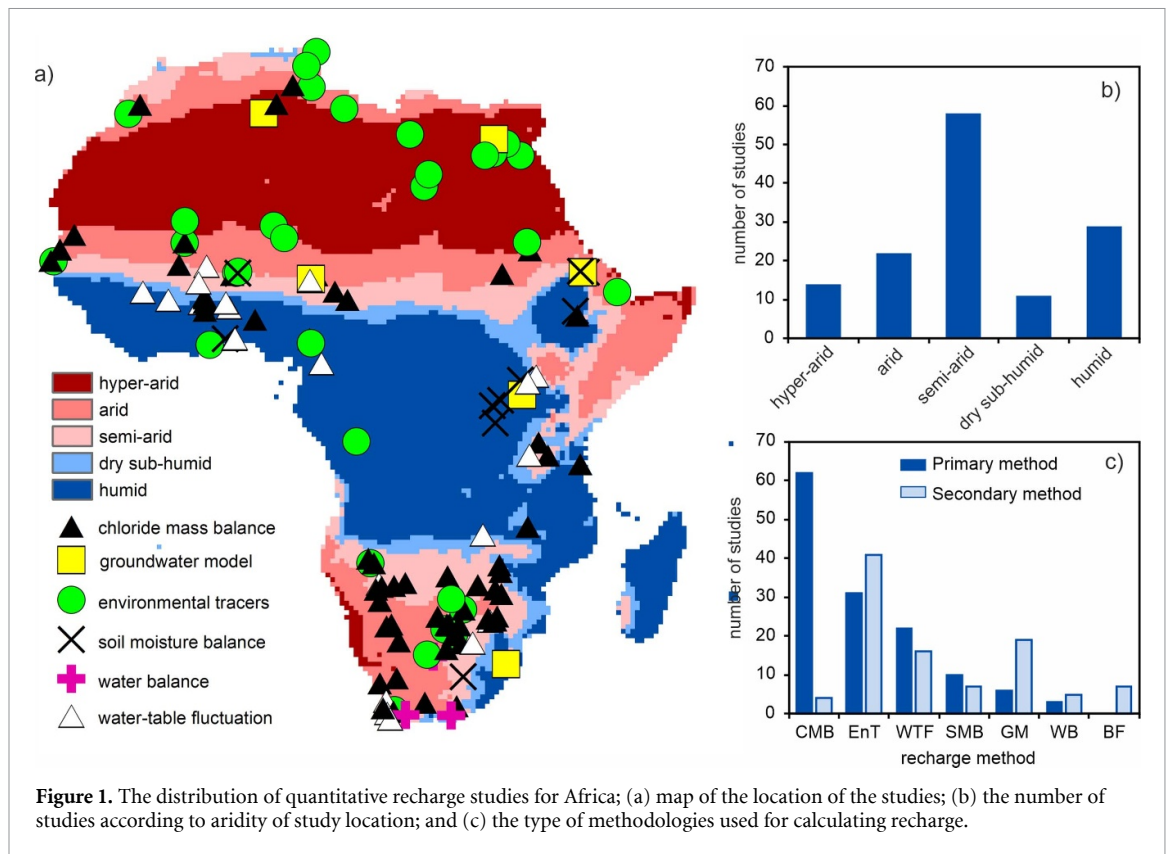 a)
hyper-arid
arid
semi-arid
dry sub-humid
humid
chloride mass balance
groundwater model
environmental tracers
soil moisture balance
water balance
water-table fluctuation
b)
number of studies
70
60
50
40
30
20
10
0
hyper-arid
arid
semi-arid
dry sub-humid
humid
c)
Primary method
Secondary method
number of studies
70
60
50
40
30
20
10
0
CMB EnT WTF SMB GM WB BF
recharge method
Figure 1. The distribution of quantitative recharge studies for Africa; (a) map of the location of the studies; (b) the number of
studies according to aridity of study location; and (c) the type of methodologies used for calculating recharge.